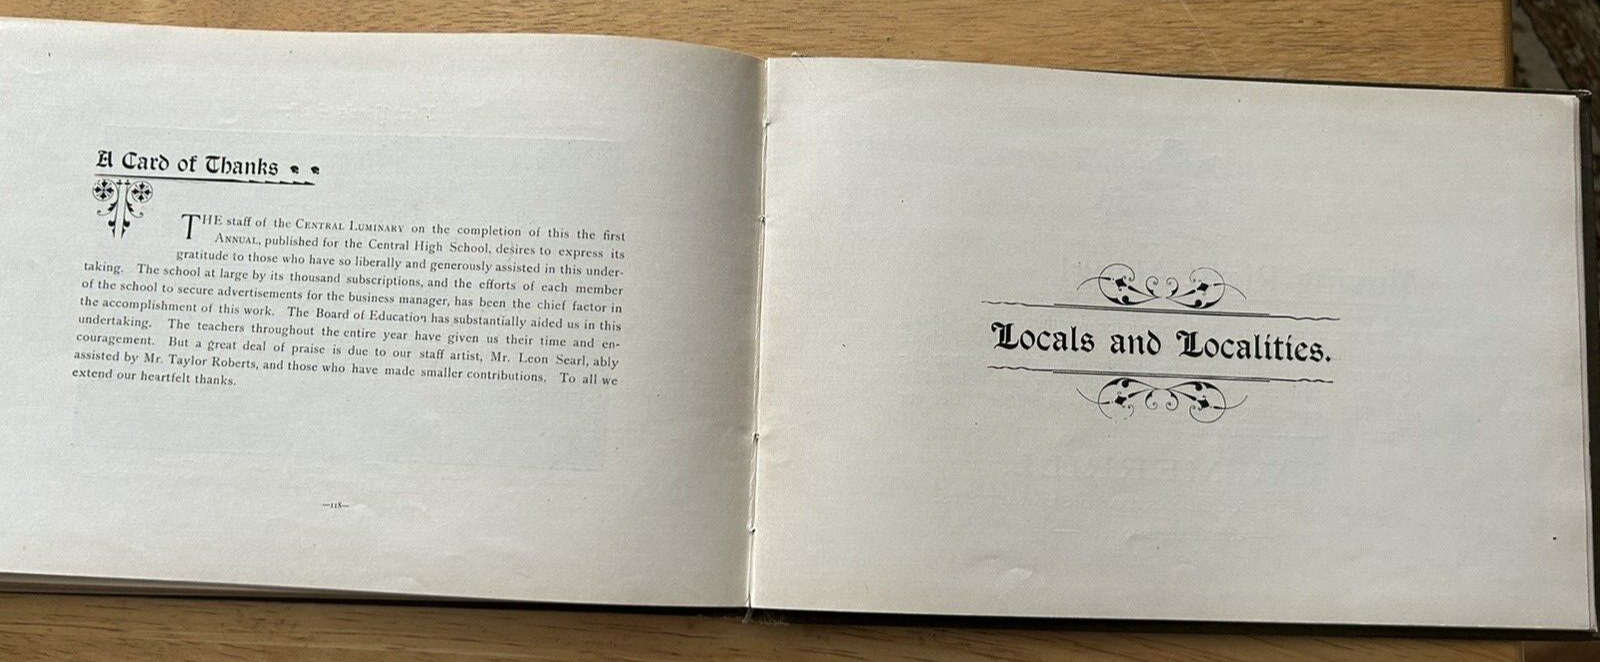 A Card of Thanks
THE staff of the CENTRAL LUMINARY on the completion of this the first
ANNUAL, published for the Central High School, desires to express its
gratitude to those who have so liberally and generously assisted in this under-
taking. The school at large by its thousand subscriptions, and the efforts of each member
of the school to secure advertisements for the business manager, has been the chief factor in
the accomplishment of this work. The Board of Education has substantially aided us in this
undertaking. The teachers throughout the entire year have given us their time and en-
couragement. But a great deal of praise is due to our staff artist, Mr. Leon Searl, ably
assisted by Mr. Taylor Roberts, and those who have made smaller contributions. To all we
extend our heartfelt thanks.
—118—
Locals and Localities.